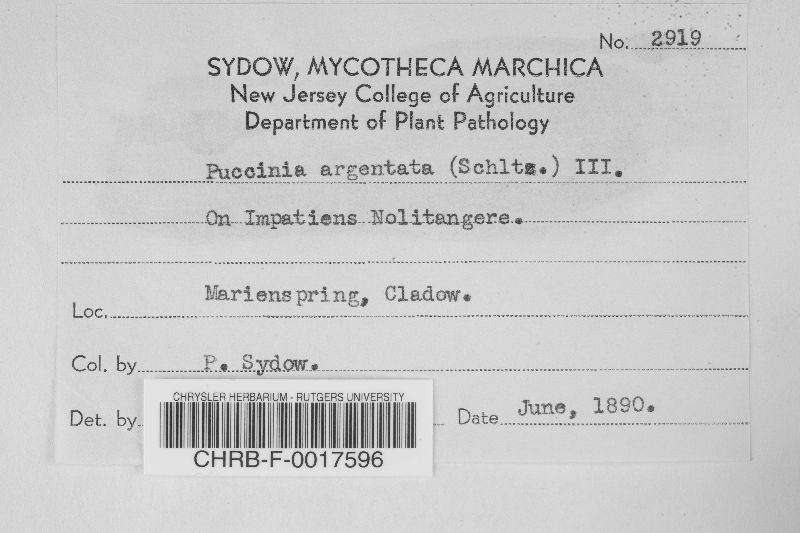 No. 2919
SYDOW, MYCOTHECA MARCHICA
New Jersey College of Agriculture
Department of Plant Pathology
Puccinia argentata (Schltz.) III.
On Impatiens Nolitangere.
Marienspring, Cladow.
Loc.
Col. by P. Sydow.
Det. by
Date June, 1890.
CHRYSLER HERBARIUM - RUTGERS UNIVERSITY
CHRB-F-0017596